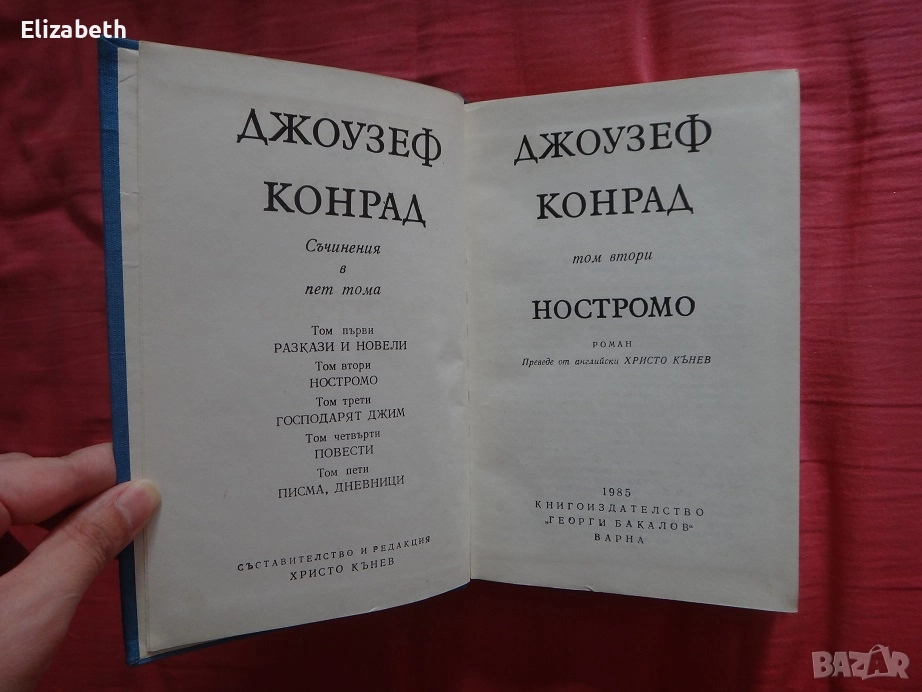 Elizabeth
ДЖОУЗЕФ
КОНРАД
Съчинения
в
пет тома
Том първи
РАЗКАЗИ И НОВЕЛИ
Том втори
НОСТРОМО
Том трети
ГОСПОДАРЯТ ДЖИМ
Том четвърти
ПОВЕСТИ
Том пети
ПИСМА, ДНЕВНИЦИ
СЪСТАВИТЕЛСТВО И РЕДАКЦИЯ
ХРИСТО КЪНЕВ
ДЖОУЗЕФ
КОНРАД
том втори
НОСТРОМО
РОМАН
Преведе от английски ХРИСТО КЪНЕВ
1985
КНИГОИЗДАТЕЛСТВО
„ГЕОРГИ БАКАЛОВ“
ВАРНА
BAZAR